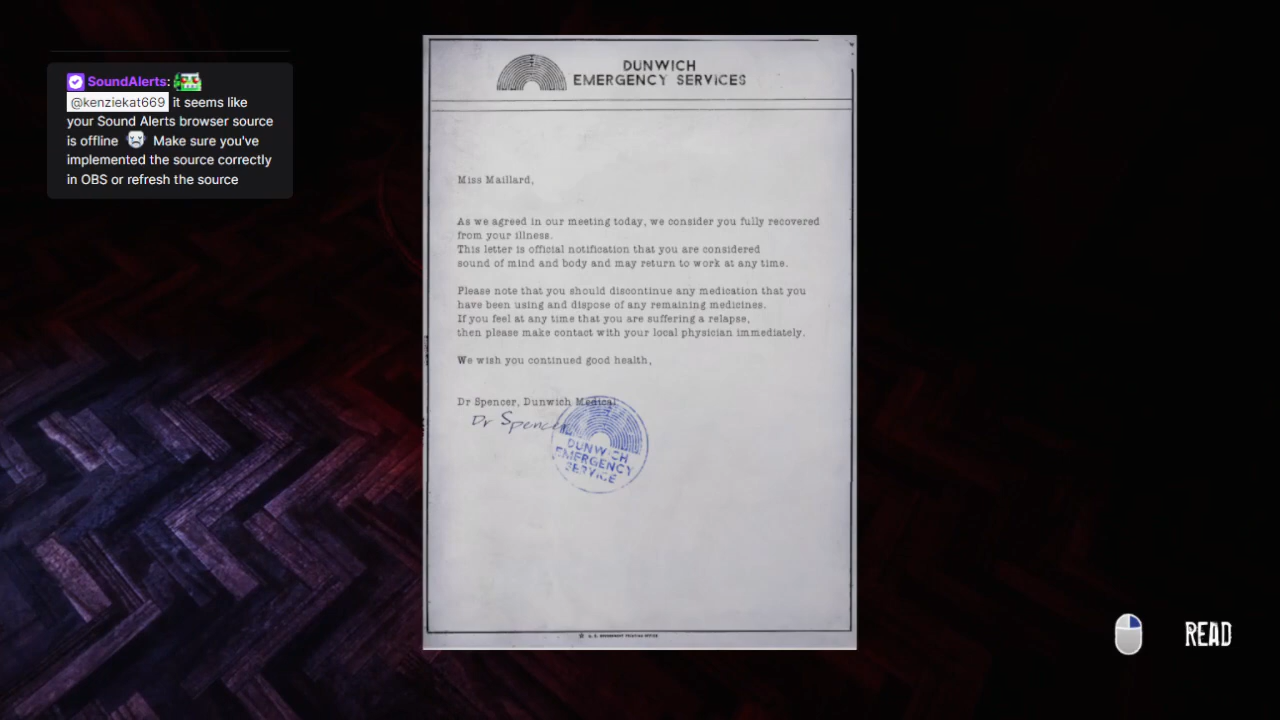 SoundAlerts:
@kenziekat669 it seems like
your Sound Alerts browser source
is offline Make sure you've
implemented the source correctly
in OBS or refresh the source
DUNWICH
EMERGENCY SERVICES
Miss Maillard,
As we agreed in our meeting today, we consider you fully recovered
from your illness.
This letter is official notification that you are considered
sound of mind and body and may return to work at any time.
Please note that you should discontinue any medication that you
have been using and dispose of any remaining medicines.
If you feel at any time that you are suffering a relapse,
then please make contact with your local physician immediately.
We wish you continued good health,
Dr Spencer, Dunwich Medical
Dr Spencer
DUNWICH
EMERGENCY
SERVICE
U. S. GOVERNMENT PRINTING OFFICE
READ